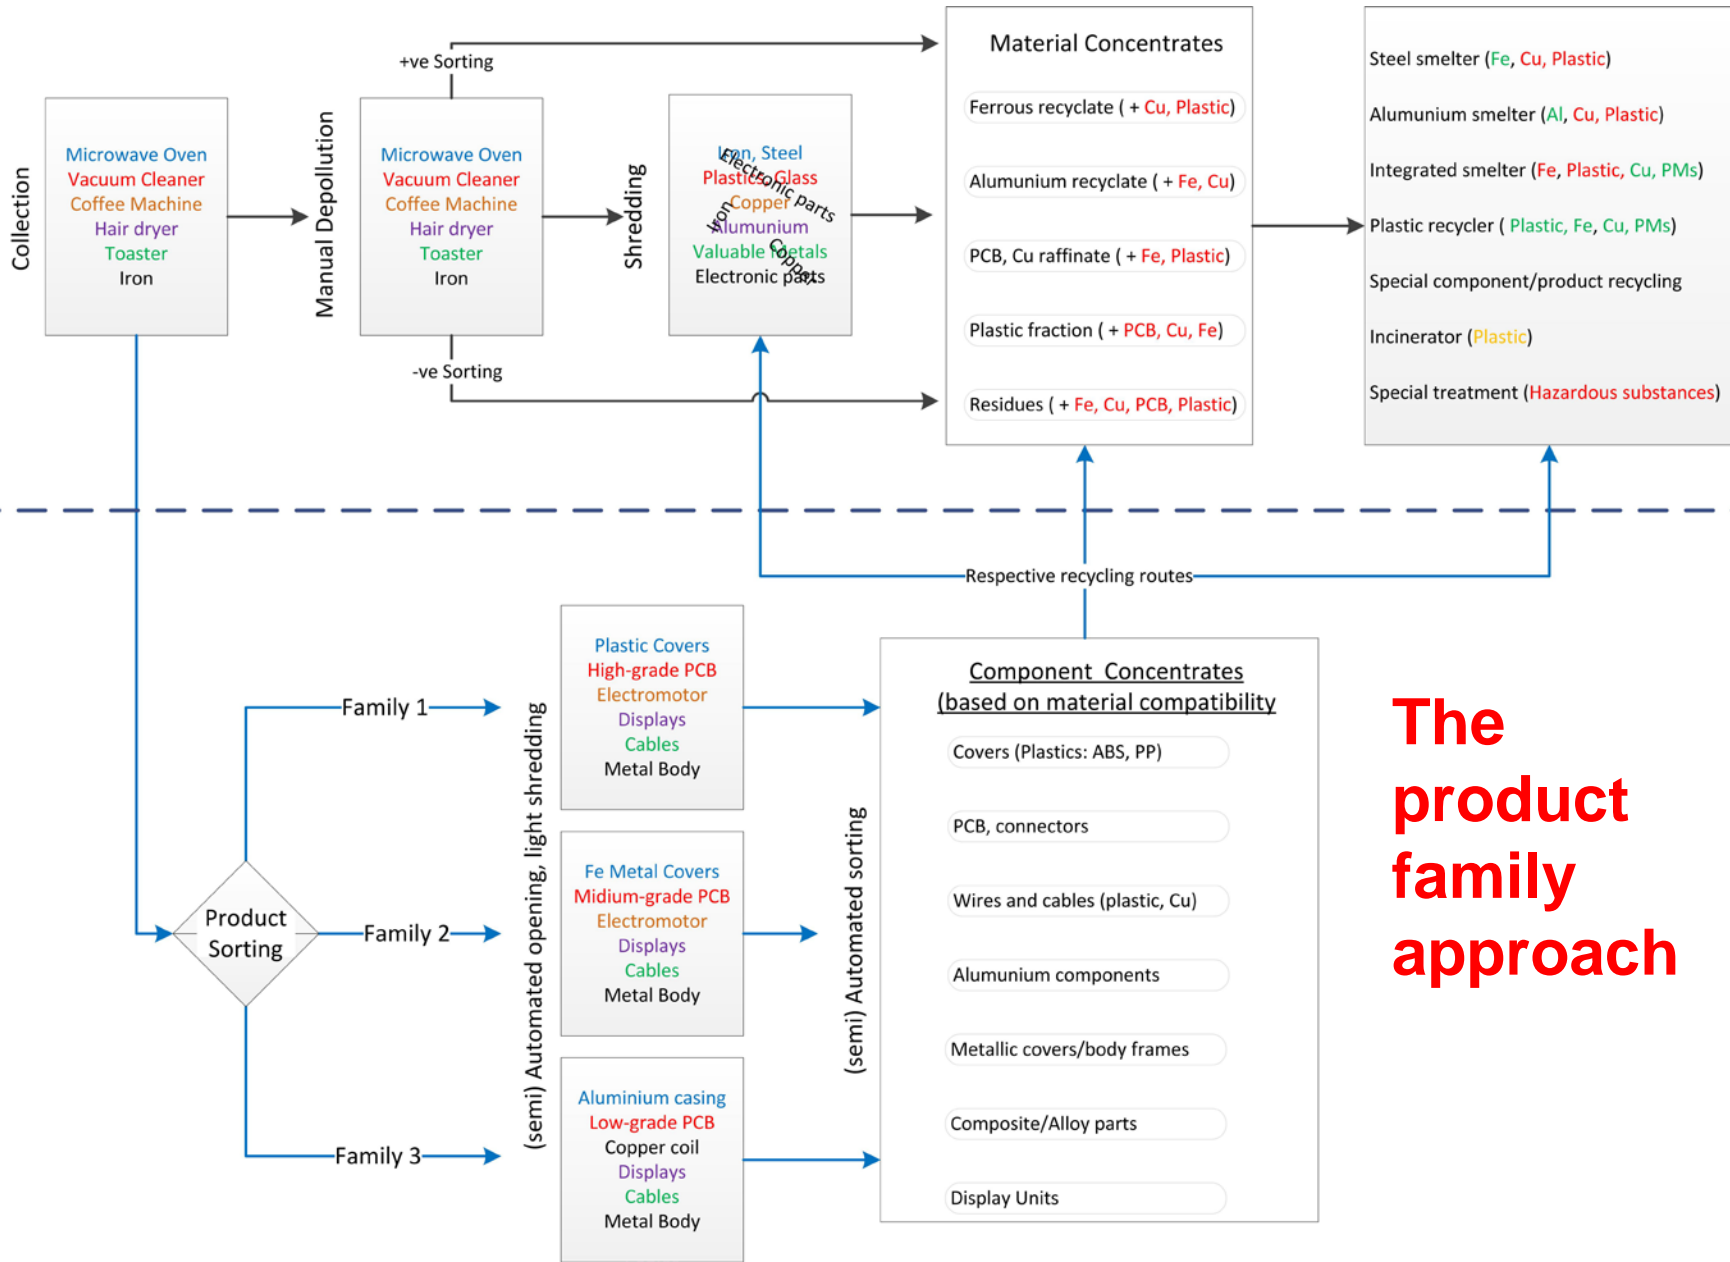 Collection
Microwave Oven
Vacuum Cleaner
Coffee Machine
Hair dryer
Toaster
Iron
Manual Depollution
+ve Sorting
Microwave Oven
Vacuum Cleaner
Coffee Machine
Hair dryer
Toaster
Iron
-ve Sorting
Shredding
Iron, Steel
Plastics, Glass
Copper
Alumunium
Valuable Metals
Electronic parts
Electronic parts
Iron
Copper
Material Concentrates
Ferrous recyclate ( + Cu, Plastic)
Alumunium recyclate ( + Fe, Cu)
PCB, Cu raffinate ( + Fe, Plastic)
Plastic fraction ( + PCB, Cu, Fe)
Residues ( + Fe, Cu, PCB, Plastic)
Steel smelter (Fe, Cu, Plastic)
Alumunium smelter (Al, Cu, Plastic)
Integrated smelter (Fe, Plastic, Cu, PMs)
Plastic recycler ( Plastic, Fe, Cu, PMs)
Special component/product recycling
Incinerator (Plastic)
Special treatment (Hazardous substances)
Respective recycling routes
Product
Sorting
Family 1
Family 2
Family 3
(semi) Automated opening, light shredding
Plastic Covers
High-grade PCB
Electromotor
Displays
Cables
Metal Body
Fe Metal Covers
Midium-grade PCB
Electromotor
Displays
Cables
Metal Body
Aluminium casing
Low-grade PCB
Copper coil
Displays
Cables
Metal Body
(semi) Automated sorting
Component Concentrates
(based on material compatibility
Covers (Plastics: ABS, PP)
PCB, connectors
Wires and cables (plastic, Cu)
Alumunium components
Metallic covers/body frames
Composite/Alloy parts
Display Units
The
product
family
approach